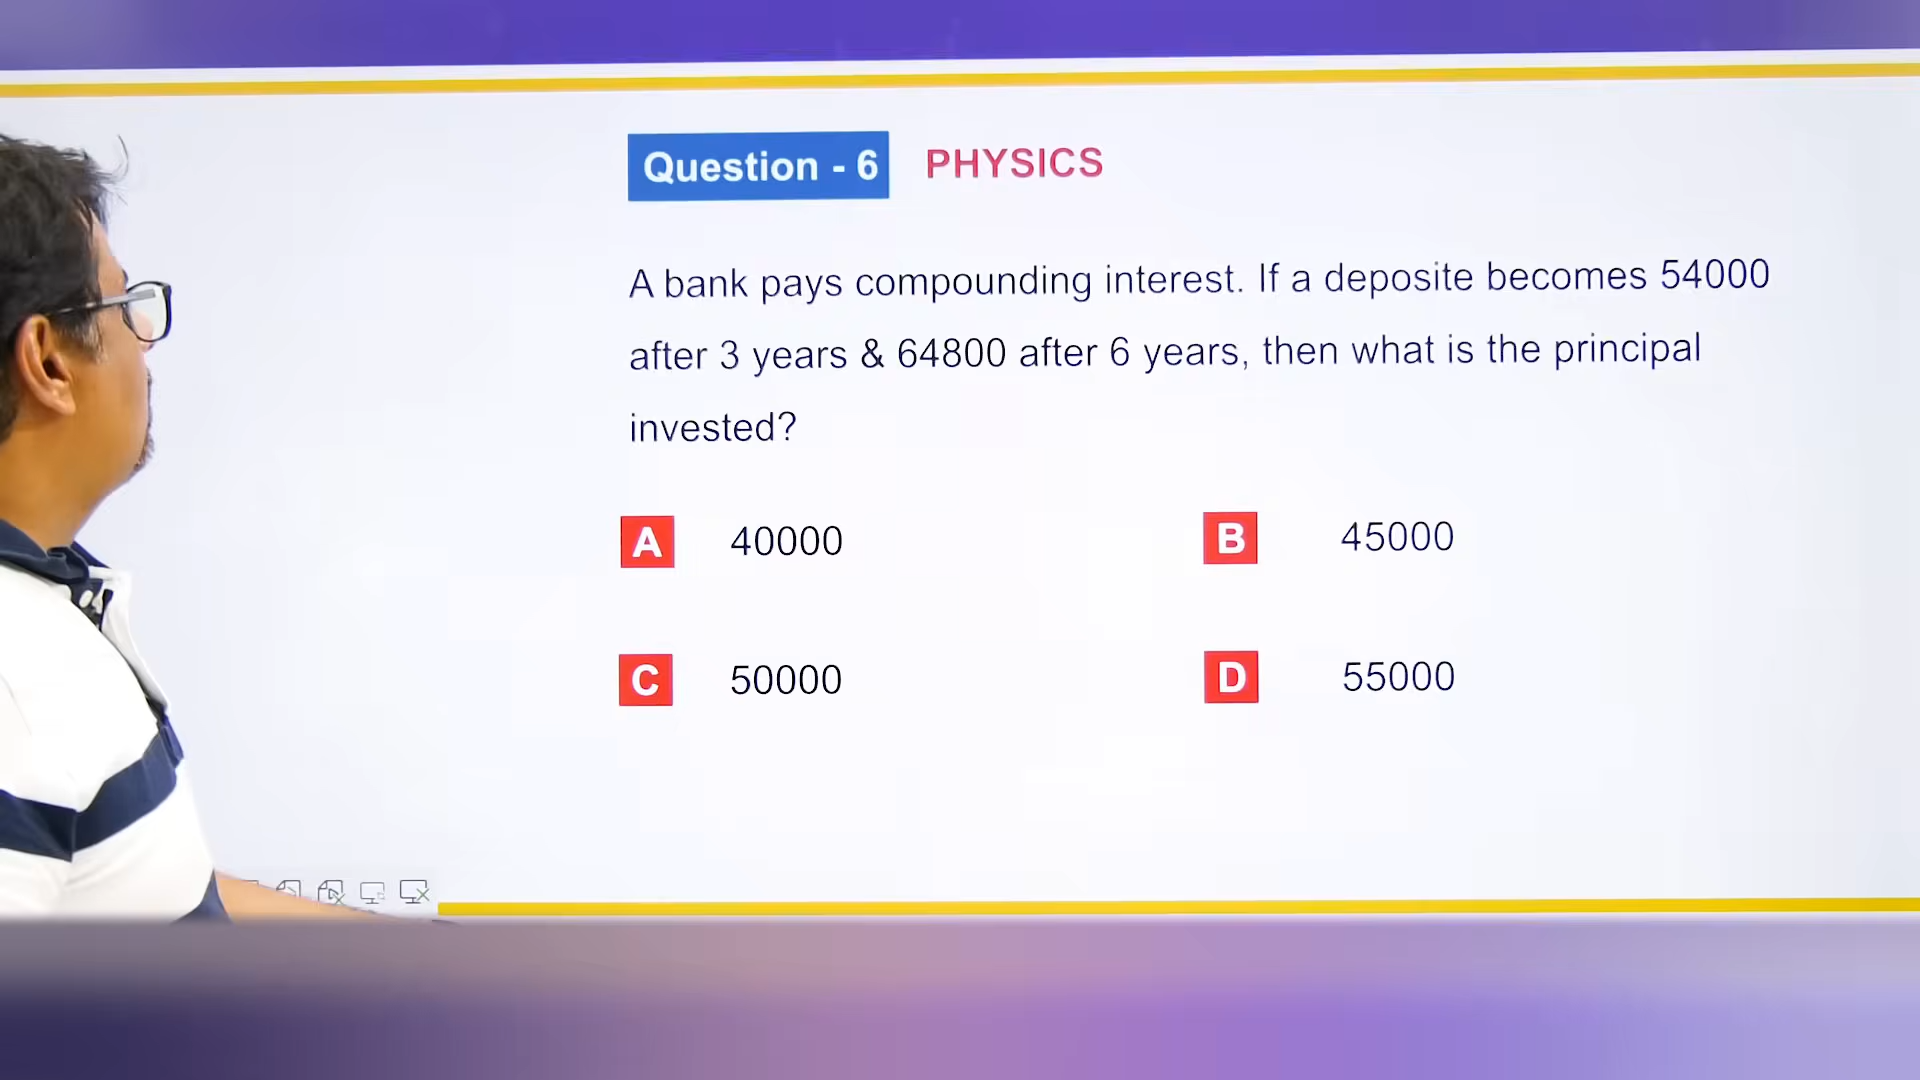 Question - 6 PHYSICS
A bank pays compounding interest. If a deposite becomes 54000
after 3 years & 64800 after 6 years, then what is the principal
invested?
A 40000
B 45000
C 50000
D 55000